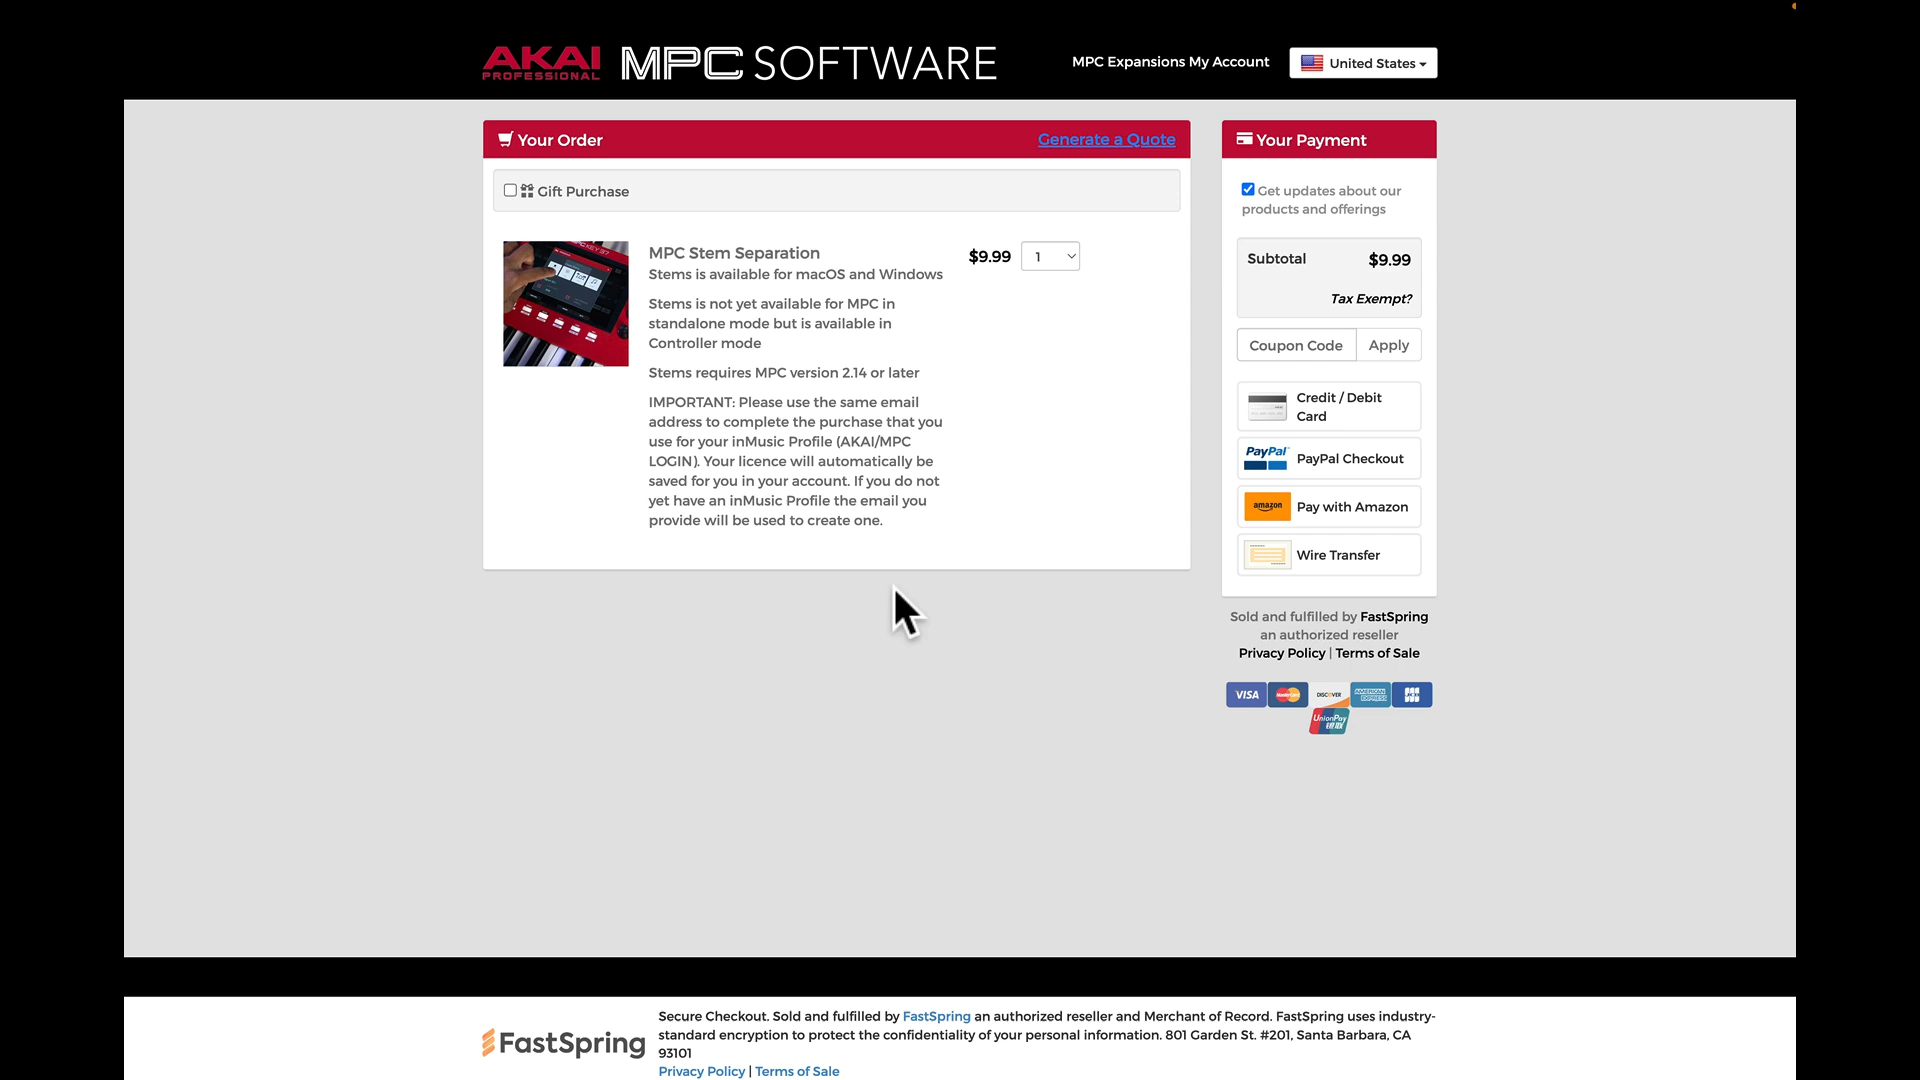 AKAI PROFESSIONAL MPC SOFTWARE
MPC Expansions My Account
United States
Your Order
Generate a Quote
Gift Purchase
MPC Stem Separation
$9.99
1
Stems is available for macOS and Windows
Stems is not yet available for MPC in
standalone mode but is available in
Controller mode
Stems requires MPC version 2.14 or later
IMPORTANT: Please use the same email
address to complete the purchase that you
use for your inMusic Profile (AKAI/MPC
LOGIN). Your licence will automatically be
saved for you in your account. If you do not
yet have an inMusic Profile the email you
provide will be used to create one.
Your Payment
Get updates about our
products and offerings
Subtotal $9.99
Tax Exempt?
Coupon Code Apply
Credit / Debit
Card
PayPal PayPal Checkout
amazon Pay with Amazon
Wire Transfer
Sold and fulfilled by FastSpring
an authorized reseller
Privacy Policy | Terms of Sale
VISA MasterCard DISCOVER AMERICAN EXPRESS JCB
UnionPay 银联
FastSpring
Secure Checkout. Sold and fulfilled by FastSpring an authorized reseller and Merchant of Record. FastSpring uses industry-
standard encryption to protect the confidentiality of your personal information. 801 Garden St. #201, Santa Barbara, CA
93101
Privacy Policy | Terms of Sale